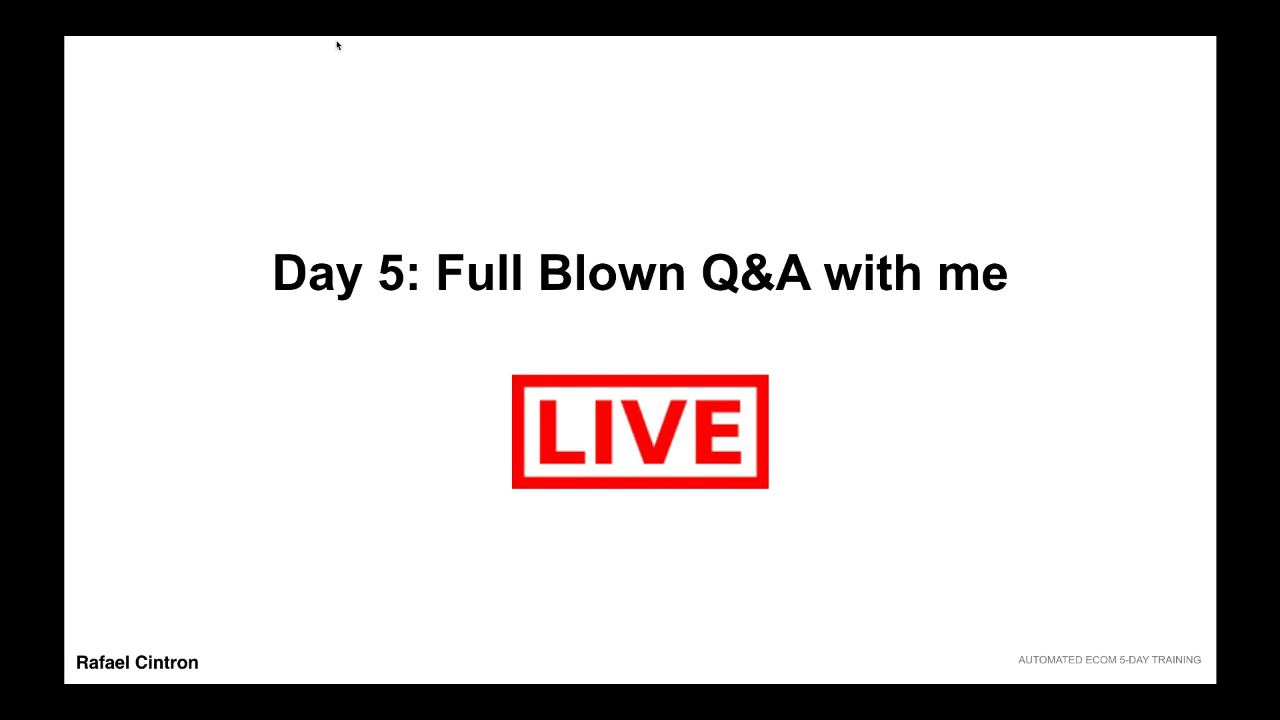 Day 5: Full Blown Q&A with me
LIVE
Rafael Cintron
AUTOMATED ECOM 5-DAY TRAINING